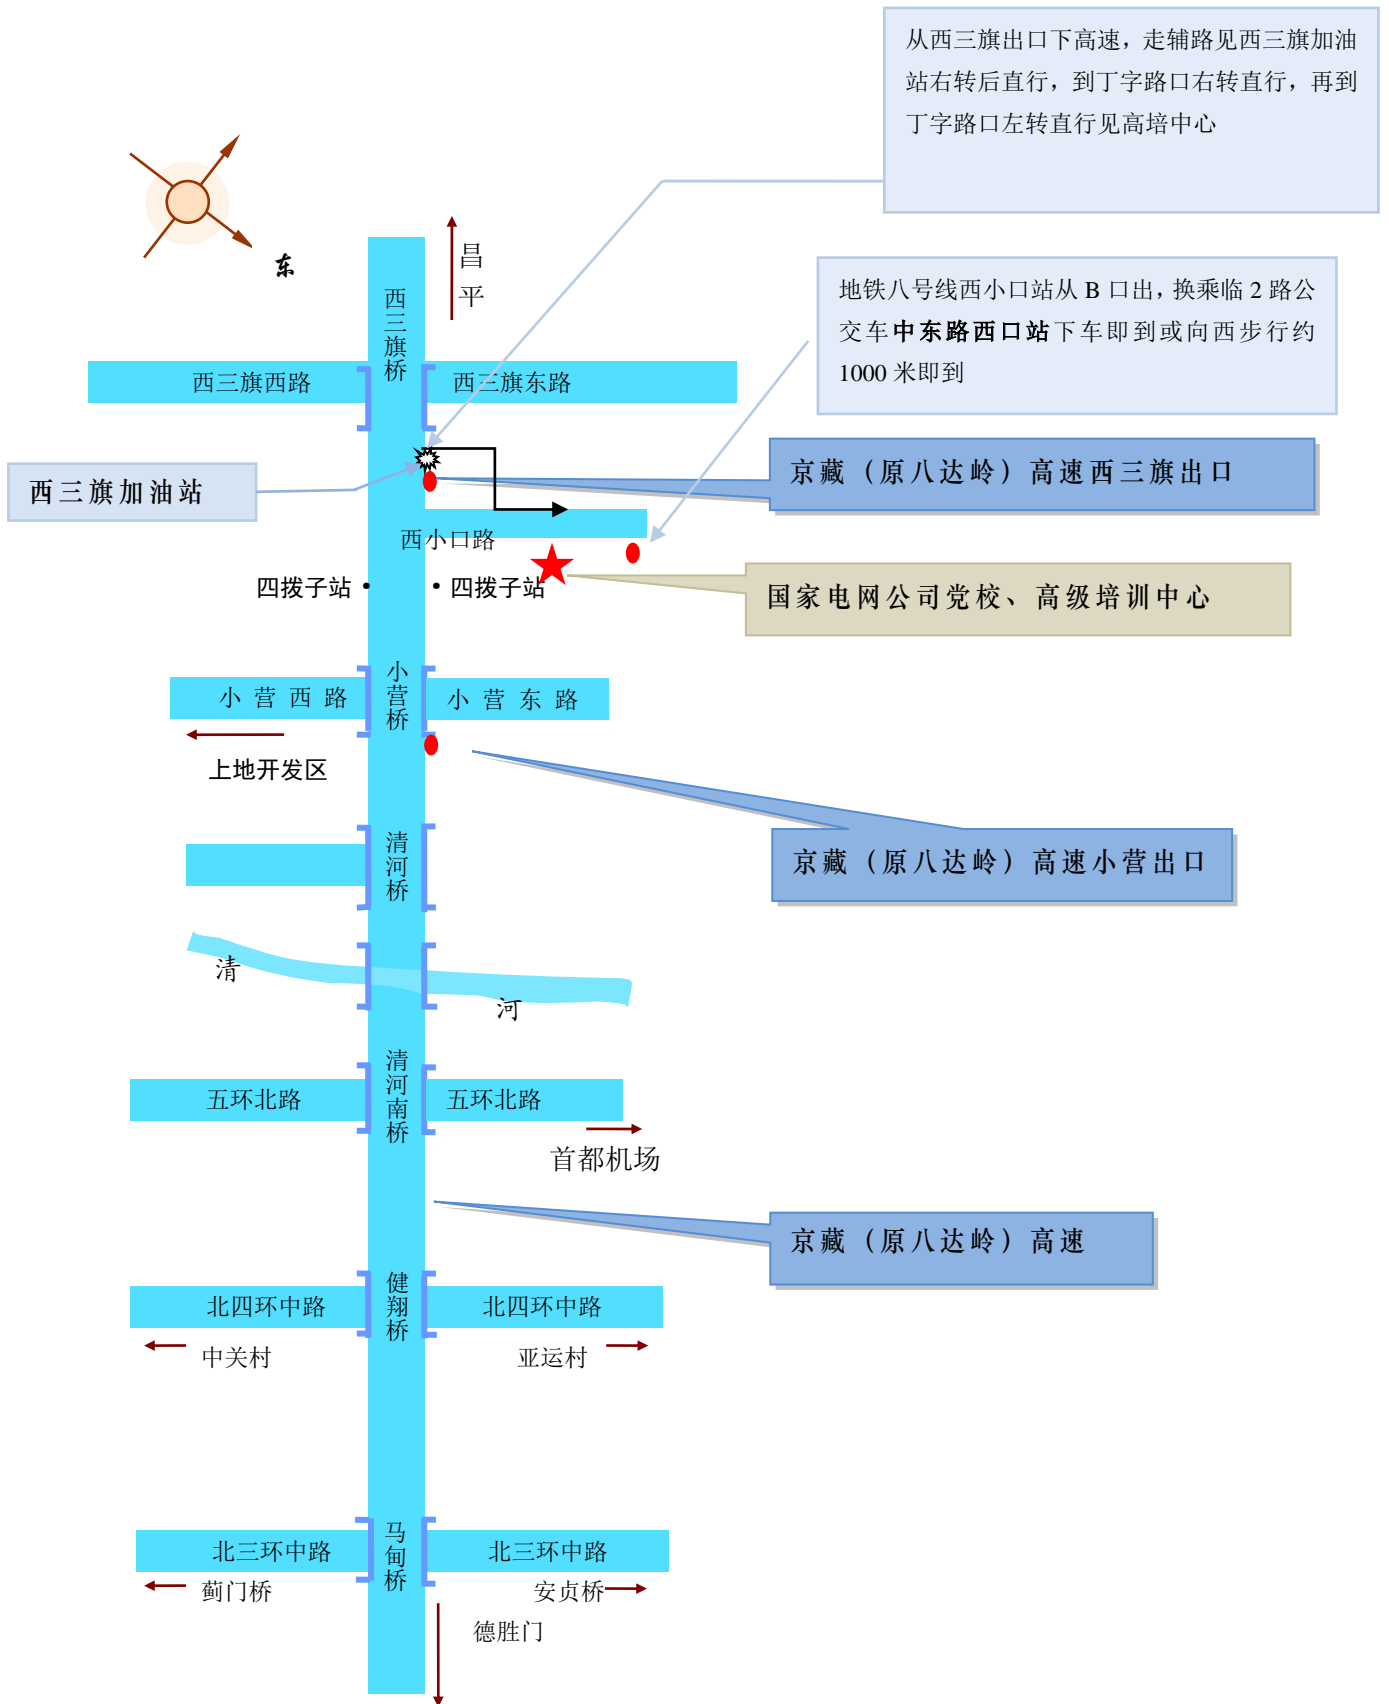 从西三旗出口下高速，走辅路见西三旗加油
站右转后直行，到丁字路口右转直行，再到
丁字路口左转直行见高培中心
东
昌
平
西三旗桥
地铁八号线西小口站从 B 口出，换乘临 2 路公
交车中东路西口站下车即到或向西步行约
1000 米即到
西三旗西路
西三旗东路
京藏（原八达岭）高速西三旗出口
西三旗加油站
西小口路
四拨子站
四拨子站
国家电网公司党校、高级培训中心
小营桥
小营西路
小营东路
上地开发区
清河桥
京藏（原八达岭）高速小营出口
清
河
清河南桥
五环北路
五环北路
首都机场
京藏（原八达岭）高速
健翔桥
北四环中路
北四环中路
中关村
亚运村
马甸桥
北三环中路
北三环中路
蓟门桥
安贞桥
德胜门